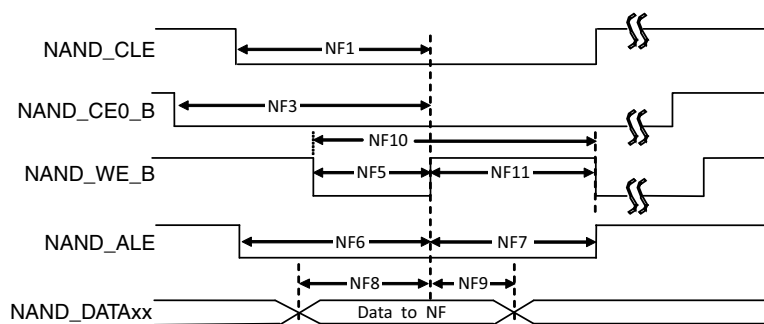 NAND_CLE
NF1
NAND_CE0_B
NF3
NF10
NAND_WE_B
NF5
NF11
NAND_ALE
NF6
NF7
NF8
NF9
NAND_DATAxx
Data to NF